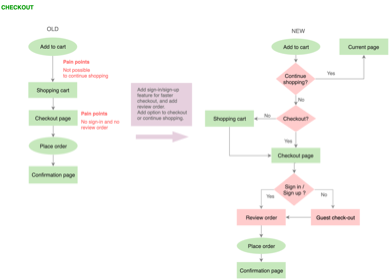 CHECKOUT
OLD
Add to cart
Pain points
Not possible
to continue shopping
Shopping cart
Checkout page
Pain points
No sign-in and no
review order
Place order
Confirmation page
Add sign-in/sign-up
feature for faster
checkout, and add
review order
Add option to checkout
or continue shopping.
NEW
Add to cart
Current page
Continue
shopping?
Yes
No
Shopping cart
No
Checkout?
Yes
Checkout page
Sign in /
Sign up ?
Yes
No
Review order
Guest check-out
Place order
Confirmation page